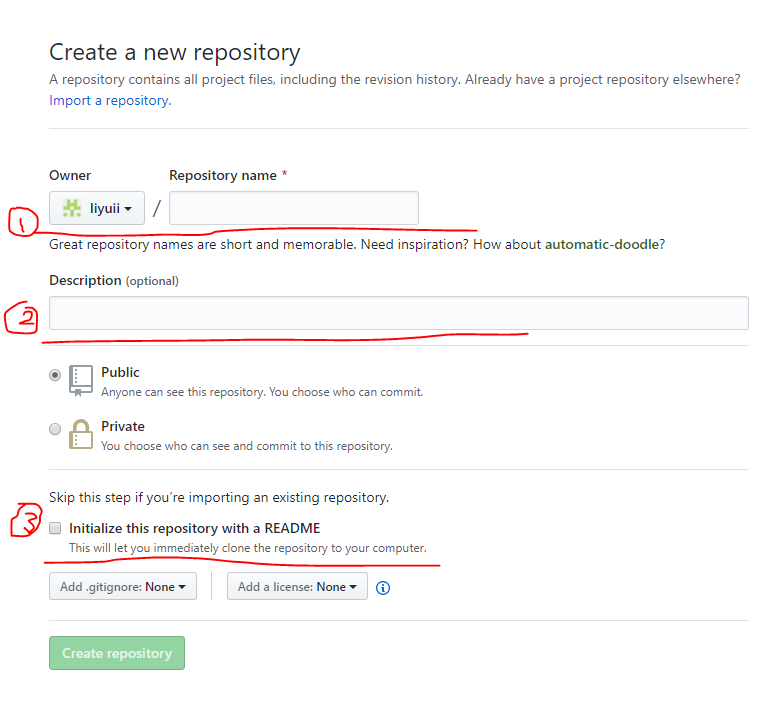 Create a new repository
A repository contains all project files, including the revision history. Already have a project repository elsewhere?
Import a repository.
Owner Repository name *
liyuii /
1
Great repository names are short and memorable. Need inspiration? How about automatic-doodle?
Description (optional)
2
Public
Anyone can see this repository. You choose who can commit.
Private
You choose who can see and commit to this repository.
Skip this step if you’re importing an existing repository.
3
Initialize this repository with a README
This will let you immediately clone the repository to your computer.
Add .gitignore: None Add a license: None
Create repository